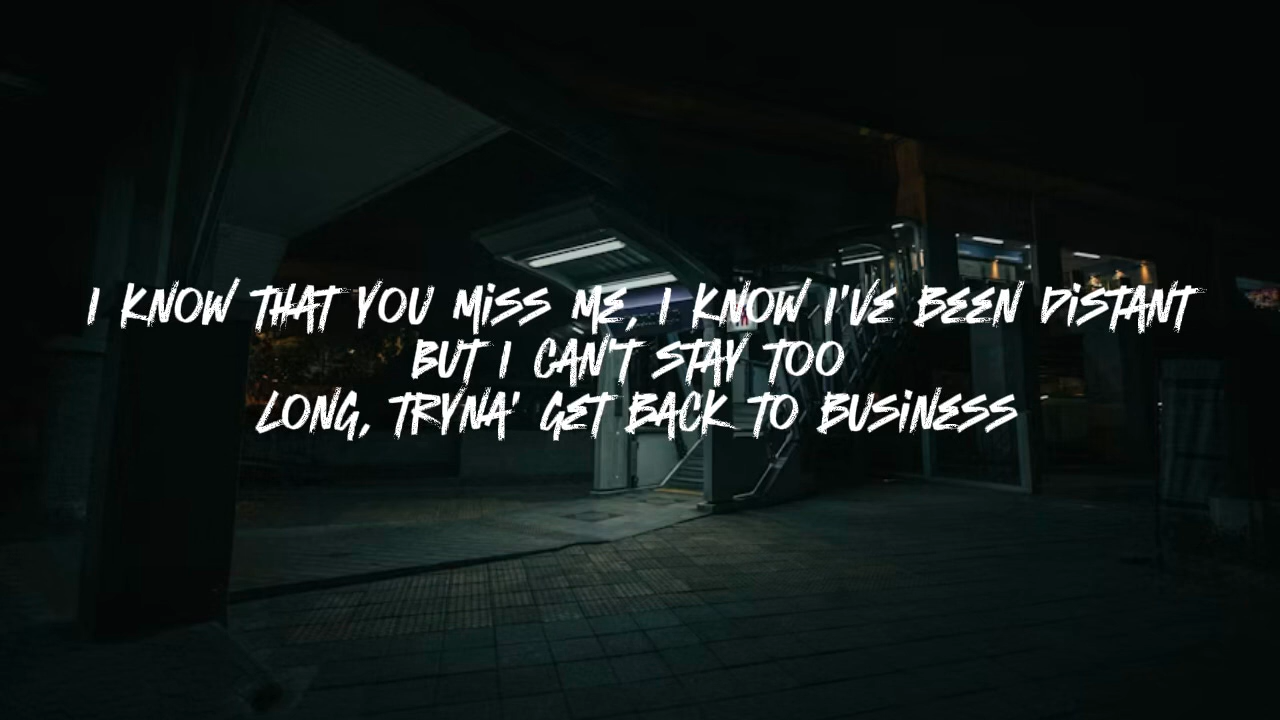 I KNOW THAT YOU MiSS ME, I KNOW I'VE BEEN DiSTANT
BUT I CAN'T STAY TOO
LONG, TRYNA' GET BACK TO BUSiNESS